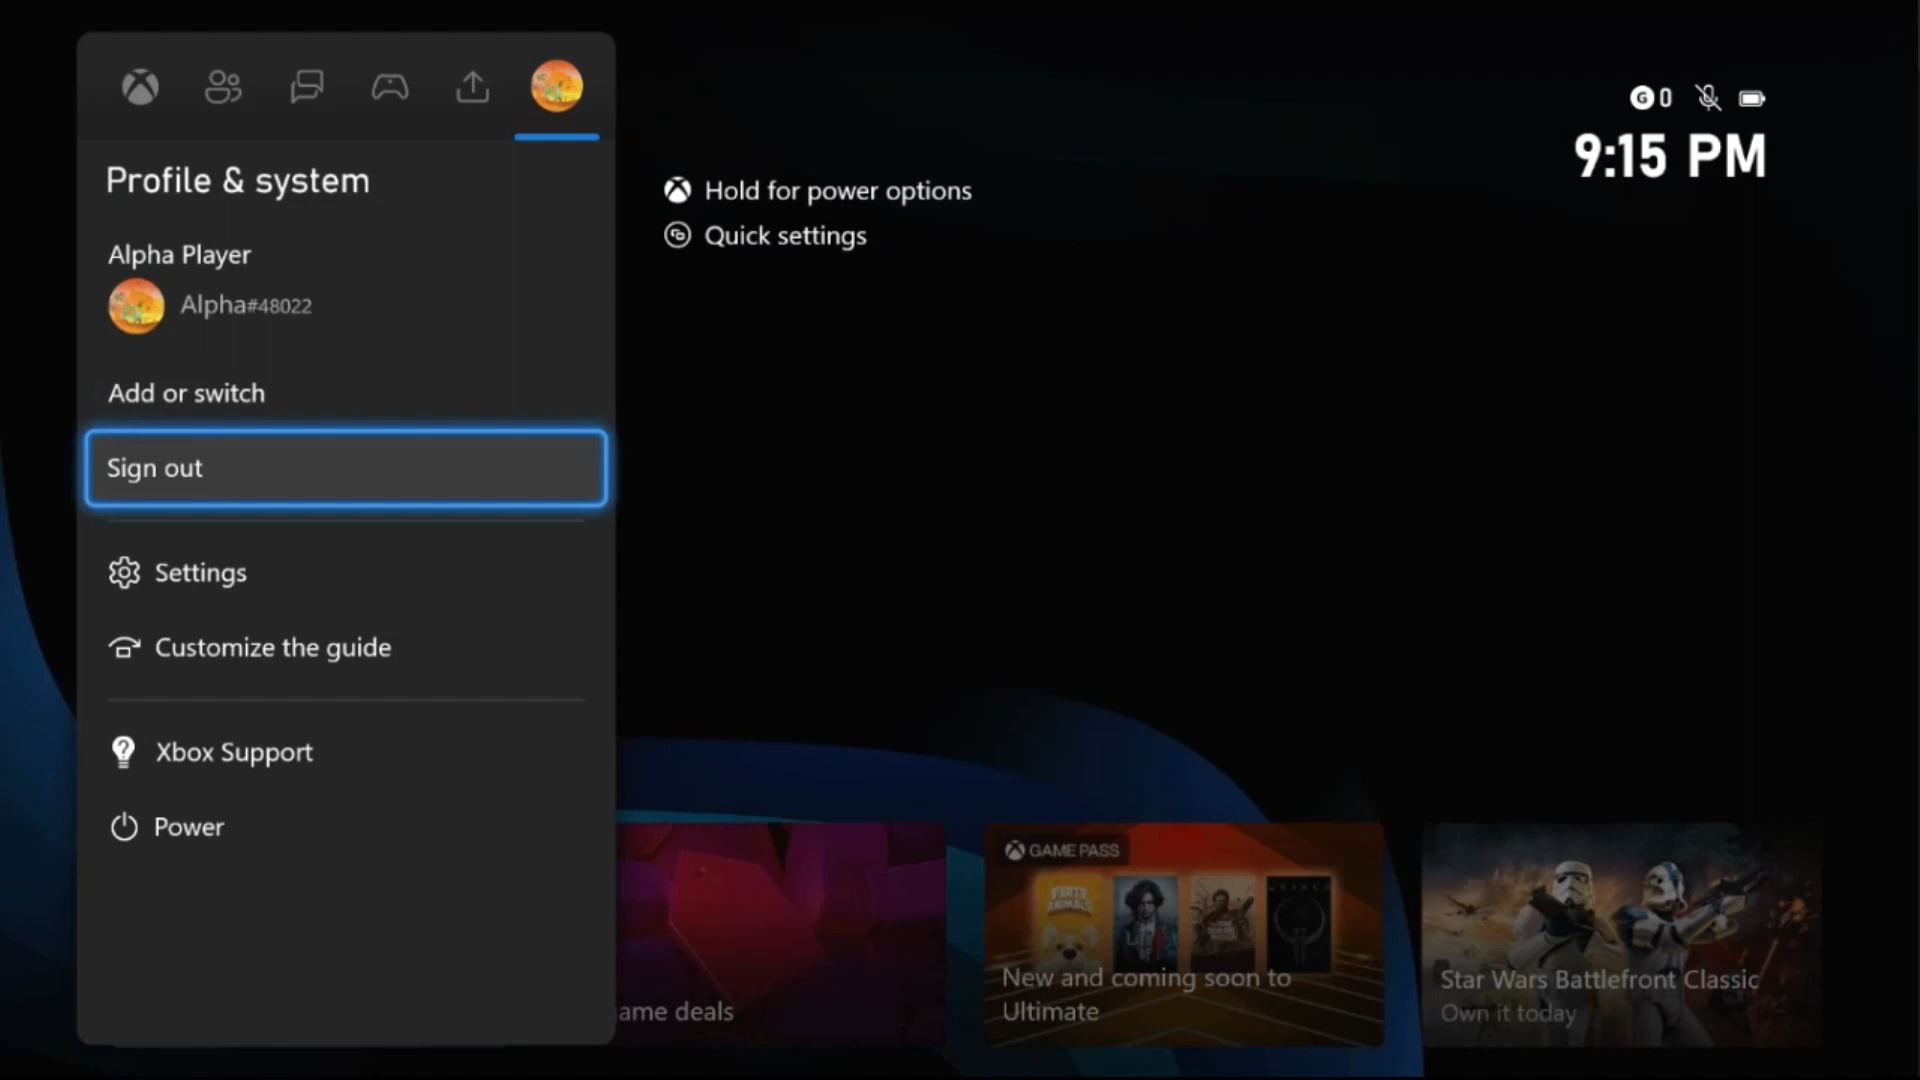 G 0
9:15 PM
Profile & system
Hold for power options
Quick settings
Alpha Player
Alpha#48022
Add or switch
Sign out
Settings
Customize the guide
Xbox Support
Power
ame deals
GAME PASS
PARTY
ANIMALS
New and coming soon to
Ultimate
Star Wars Battlefront Classic
Own it today